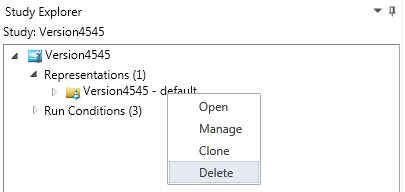 Study Explorer
Study: Version4545
Version4545
Representations (1)
Version4545 - default
Run Conditions (3)
Open
Manage
Clone
Delete